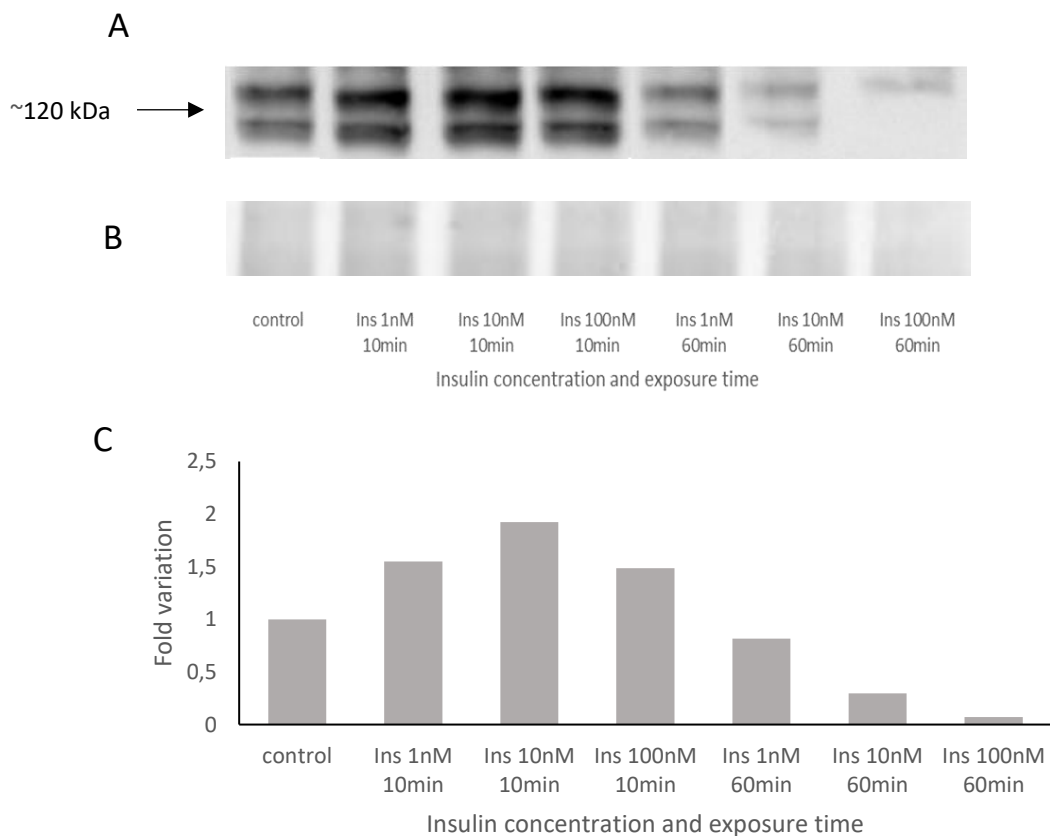 A
~120 kDa
B
control Ins 1nM Ins 10nM Ins 100nM Ins 1nM Ins 10nM Ins 100nM
10min 10min 10min 60min 60min 60min
Insulin concentration and exposure time
C
Fold variation
2,5
2
1,5
1
0,5
0
control Ins 1nM Ins 10nM Ins 100nM Ins 1nM Ins 10nM Ins 100nM
10min 10min 10min 60min 60min 60min
Insulin concentration and exposure time